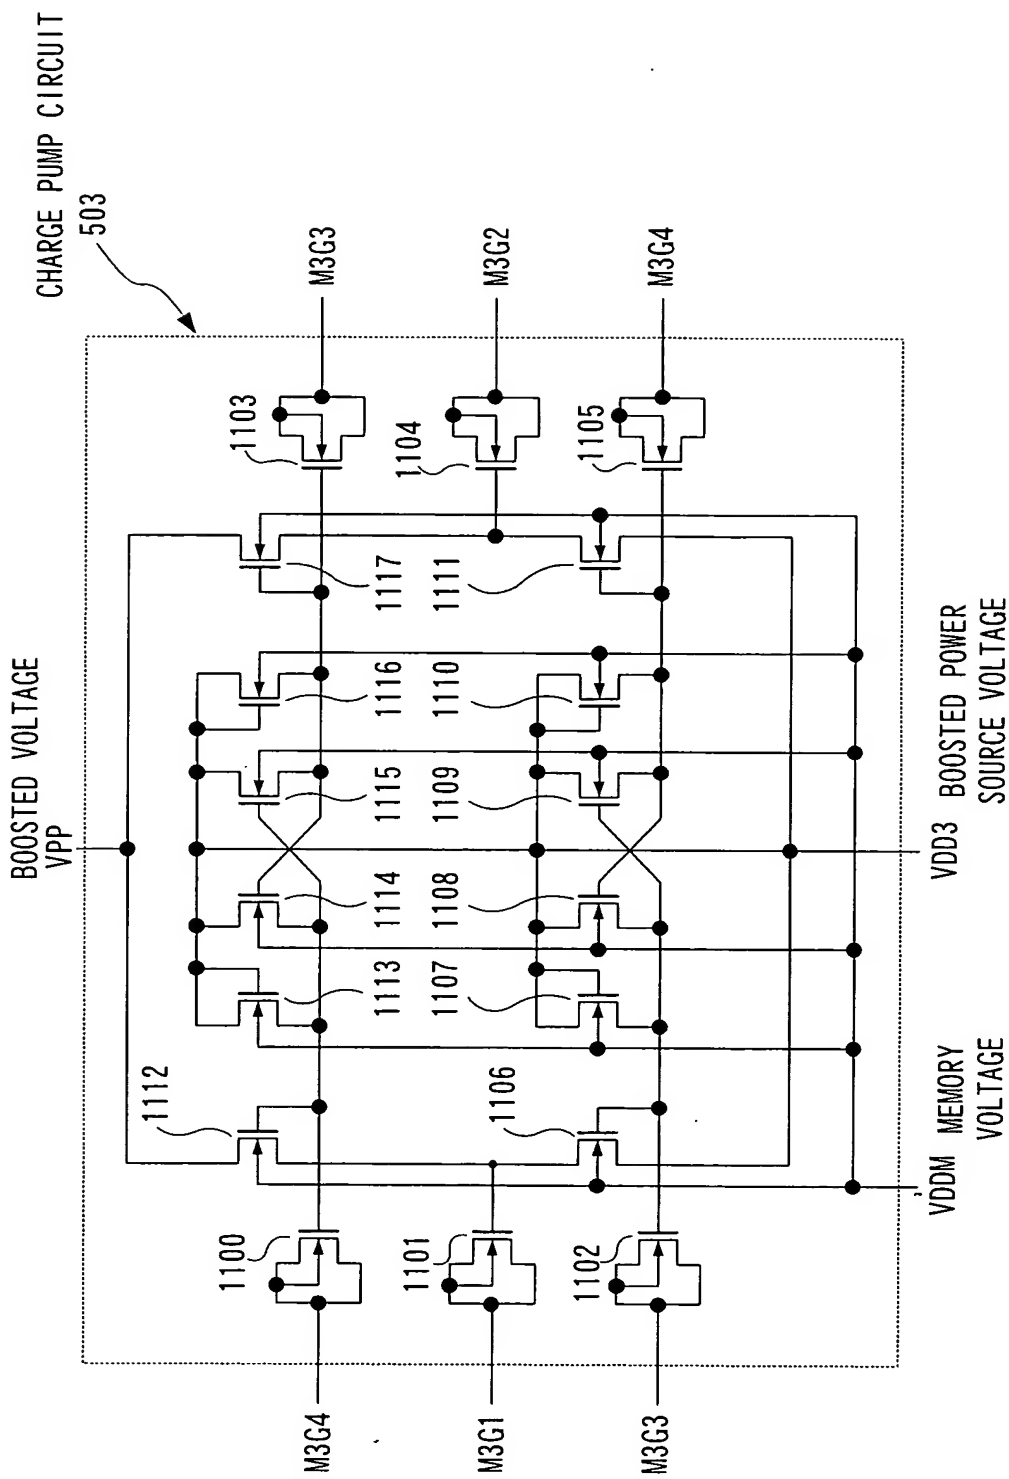 CHARGE PUMP CIRCUIT
503
BOOSTED VOLTAGE
VPP
M3G4
M3G1
M3G3
M3G3
M3G2
M3G4
1100
1101
1102
1112
1106
1113
1107
1114
1108
1115
1109
1116
1110
1117
1111
1103
1104
1105
VDDM
MEMORY
VOLTAGE
VDD3
BOOSTED POWER
SOURCE VOLTAGE